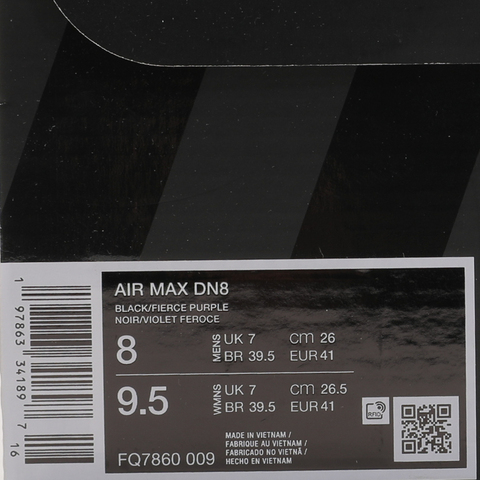 AIR MAX DN8
BLACK/FIERCE PURPLE
NOIR/VIOLET FEROCE
8 MENS UK 7 cm 26
BR 39.5 EUR 41
9.5 WMNS UK 7 cm 26.5
BR 39.5 EUR 41
MADE IN VIETNAM /
FABRIQUE AU VIETNAM /
FABRICADO NO VIETNÃ /
HECHO EN VIETNAM
FQ7860 009
RFID
1 97863 34189 7 16